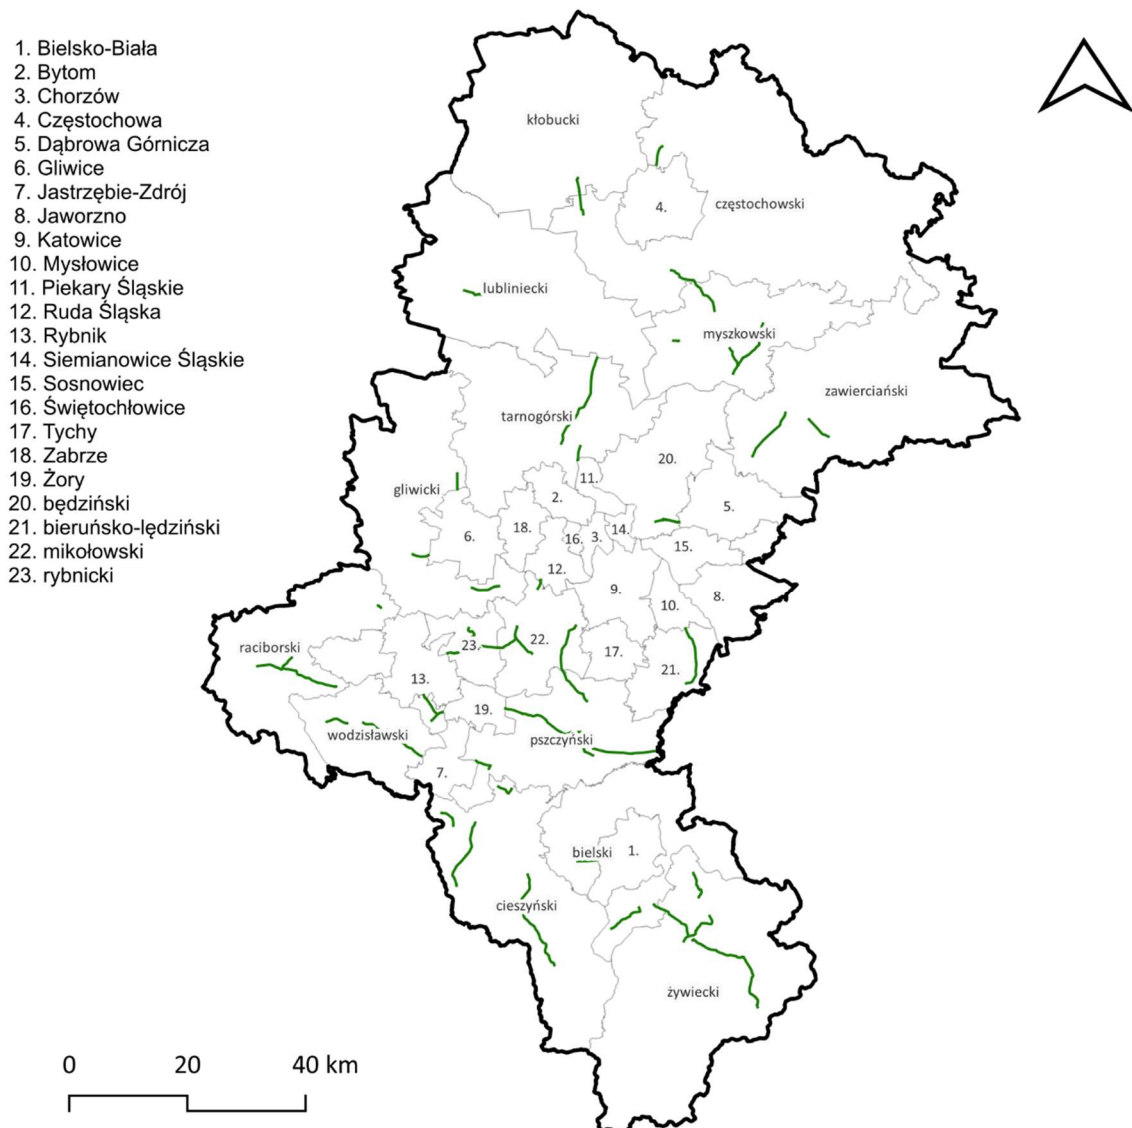 1. Bielsko-Biała
2. Bytom
3. Chorzów
4. Częstochowa
5. Dąbrowa Górnicza
6. Gliwice
7. Jastrzębie-Zdrój
8. Jaworzno
9. Katowice
10. Mysłowice
11. Piekary Śląskie
12. Ruda Śląska
13. Rybnik
14. Siemianowice Śląskie
15. Sosnowiec
16. Świętochłowice
17. Tychy
18. Zabrze
19. Żory
20. będziński
21. bieruńsko-lędziński
22. mikołowski
23. rybnicki
kłobucki
4.
częstochowski
lubliniecki
myszkowski
zawierciański
tarnogórski
20.
11.
gliwicki
2.
5.
18.
6.
16.
3.
14.
15.
12.
9.
10.
8.
raciborski
23.
22.
17.
21.
13.
19.
wodzisławski
pszczyński
7.
bielski
1.
cieszyński
żywiecki
0 20 40 km